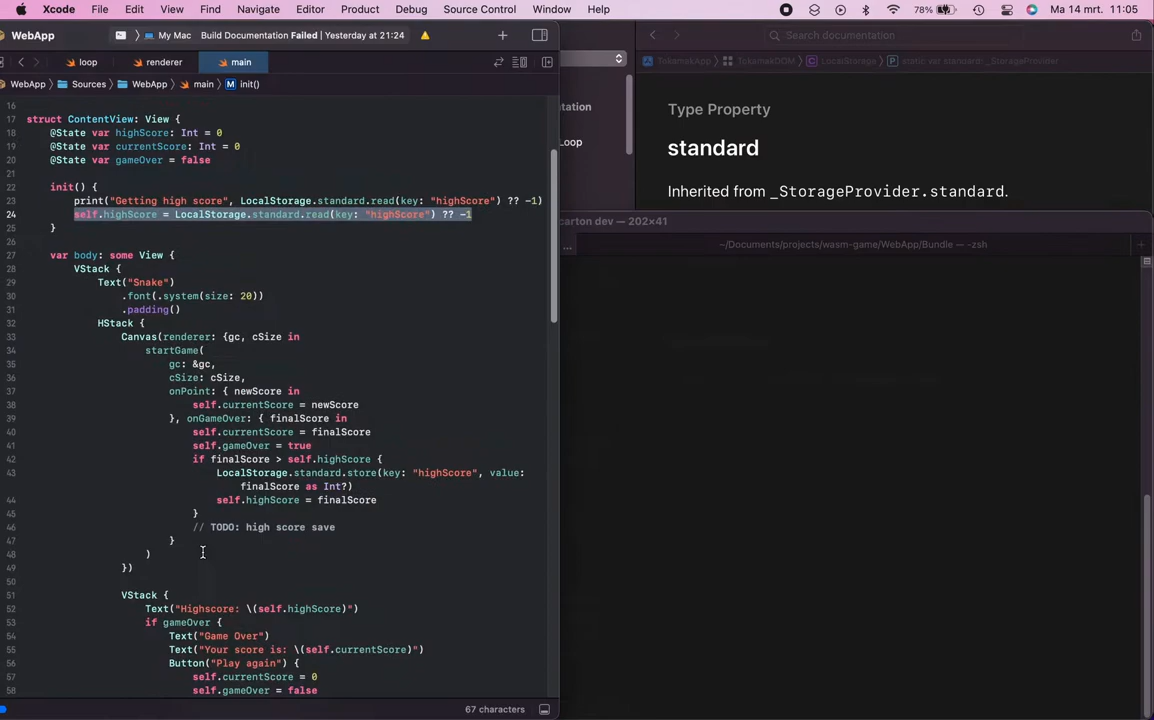 Xcode File Edit View Find Navigate Editor Product Debug Source Control Window Help 78% Ma 14 mrt. 11:05
WebApp My Mac Build Documentation Failed | Yesterday at 21:24
loop renderer main
WebApp Sources WebApp main M init()
16
17 struct ContentView: View {
18 @State var highScore: Int = 0
19 @State var currentScore: Int = 0
20 @State var gameOver = false
21
22 init() {
23 print("Getting high score", LocalStorage.standard.read(key: "highScore") ?? -1)
24 self.highScore = LocalStorage.standard.read(key: "highScore") ?? -1
25 }
26
27 var body: some View {
28 VStack {
29 Text("Snake")
30 .font(.system(size: 20))
31 .padding()
32 HStack {
33 Canvas(renderer: {gc, cSize in
34 startGame(
35 gc: &gc,
36 cSize: cSize,
37 onPoint: { newScore in
38 self.currentScore = newScore
39 }, onGameOver: { finalScore in
40 self.currentScore = finalScore
41 self.gameOver = true
42 if finalScore > self.highScore {
43 LocalStorage.standard.store(key: "highScore", value:
finalScore as Int?)
44 self.highScore = finalScore
45 }
46 // TODO: high score save
47 }
48 )
49 })
50
51 VStack {
52 Text("Highscore: \(self.highScore)")
53 if gameOver {
54 Text("Game Over")
55 Text("Your score is: \(self.currentScore)")
56 Button("Play again") {
57 self.currentScore = 0
58 self.gameOver = false
67 characters
Search documentation
TokamakApp TokamakDOM C LocalStorage P static var standard: _StorageProvider
ntation
Loop
Type Property
standard
Inherited from _StorageProvider.standard.
carton dev — 202×41
... ~/Documents/projects/wasm-game/WebApp/Bundle — -zsh